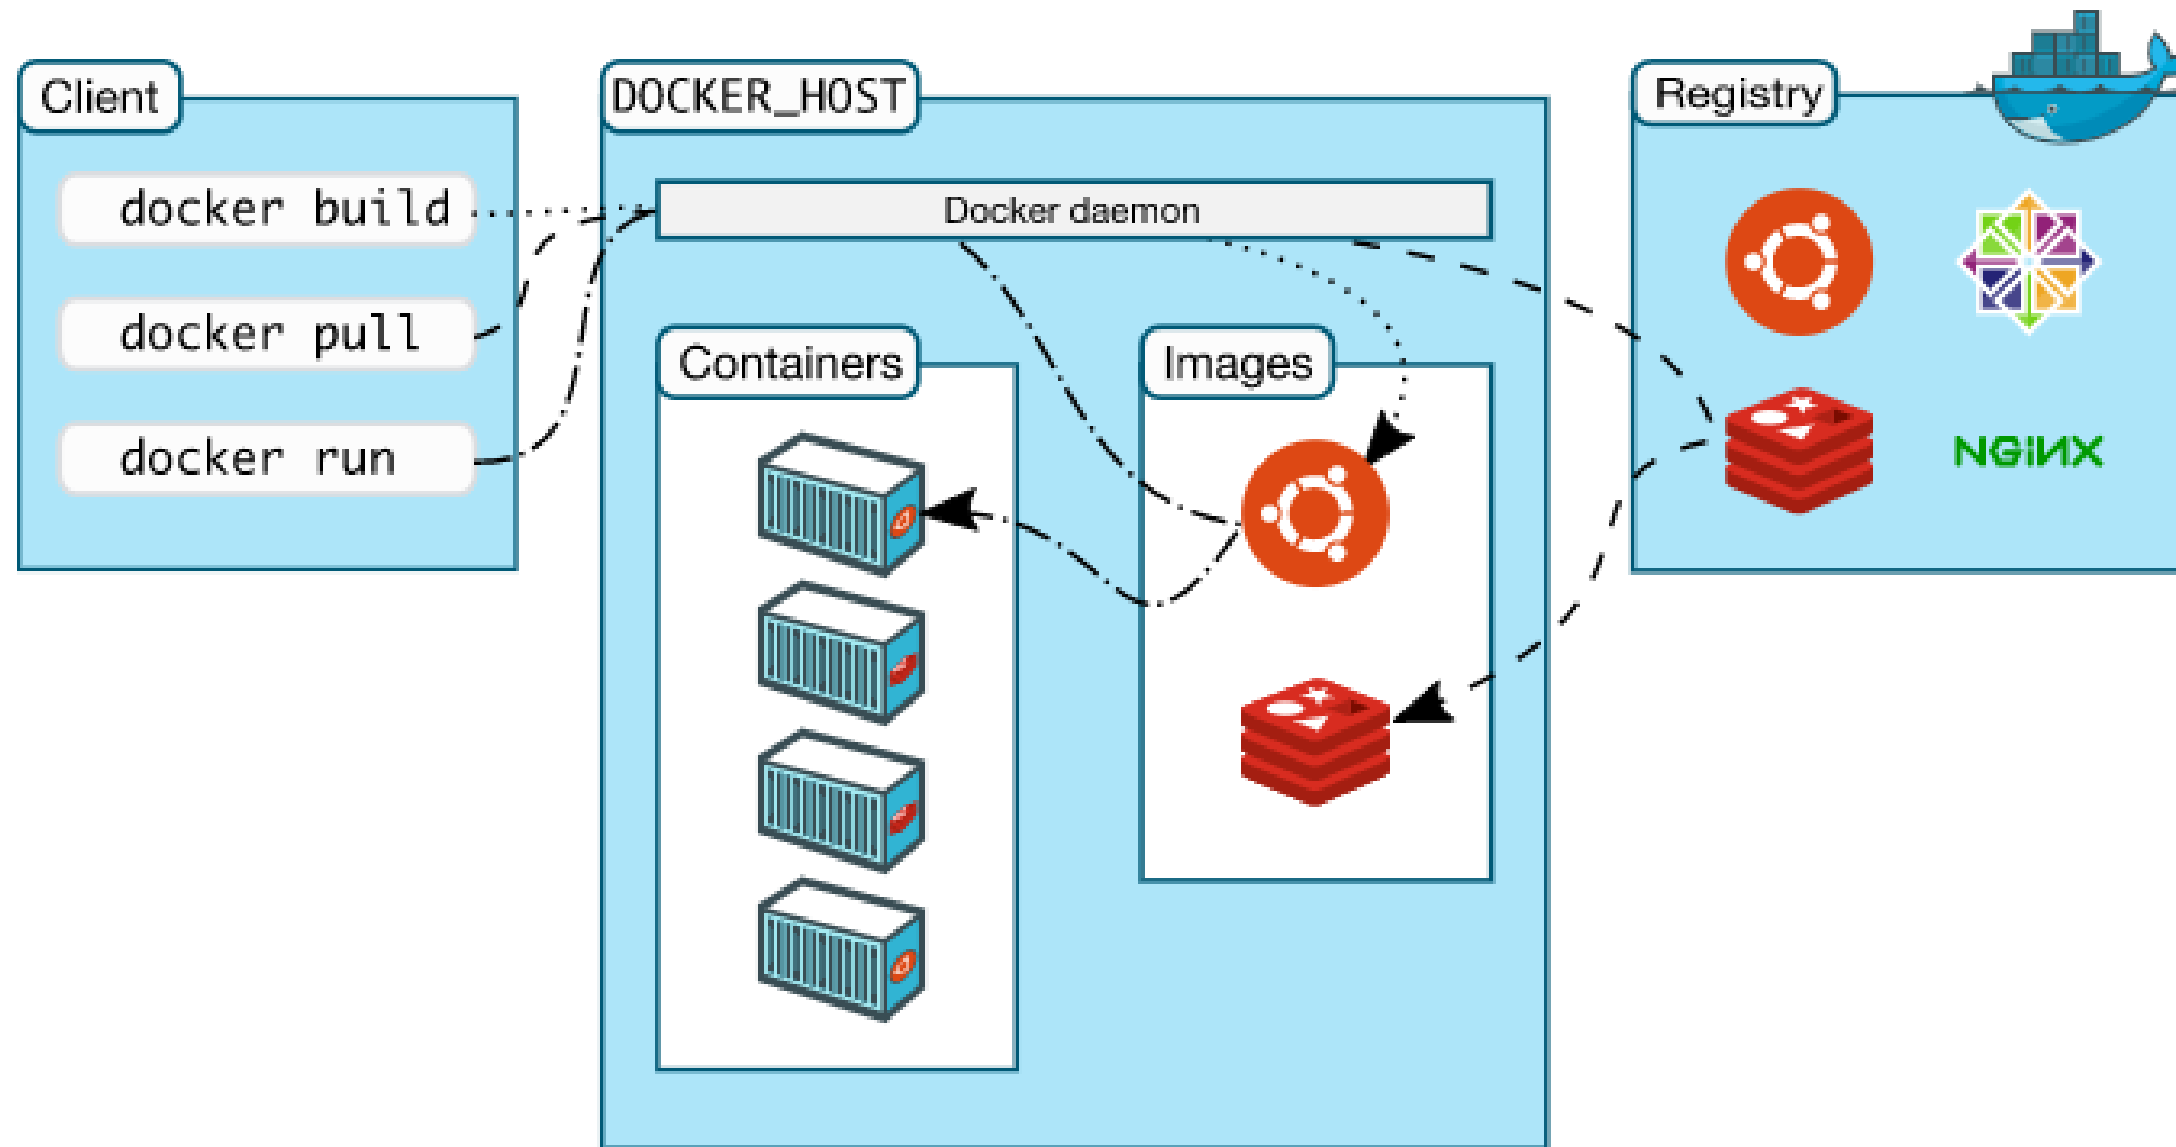 Client
docker build
docker pull
docker run
DOCKER_HOST
Docker daemon
Containers
Images
Registry
NGiNX